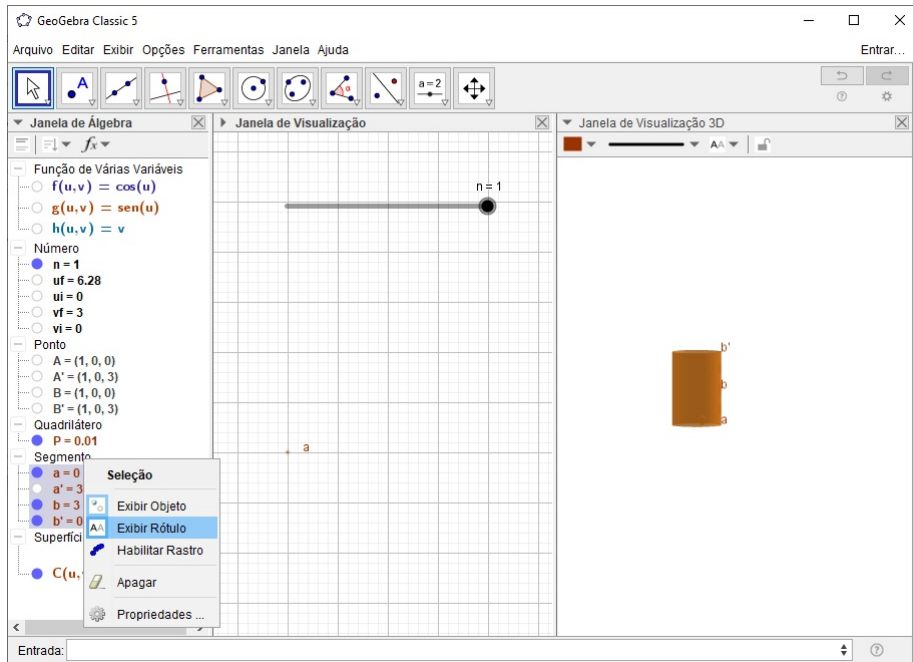 GeoGebra Classic 5
Arquivo Editar Exibir Opções Ferramentas Janela Ajuda Entrar...
A
α
a=2
Janela de Álgebra
fx
Função de Várias Variáveis
f(u,v) = cos(u)
g(u,v) = sen(u)
h(u,v) = v
Número
n = 1
uf = 6.28
ui = 0
vf = 3
vi = 0
Ponto
A = (1, 0, 0)
A' = (1, 0, 3)
B = (1, 0, 0)
B' = (1, 0, 3)
Quadrilátero
P = 0.01
Segmento
a = 0
a' = 3
b = 3
b' = 0
Superfíci
C(u,
Seleção
Exibir Objeto
AA Exibir Rótulo
Habilitar Rastro
Apagar
Propriedades ...
Janela de Visualização
n = 1
a
Janela de Visualização 3D
AA
b'
b
a
Entrada: